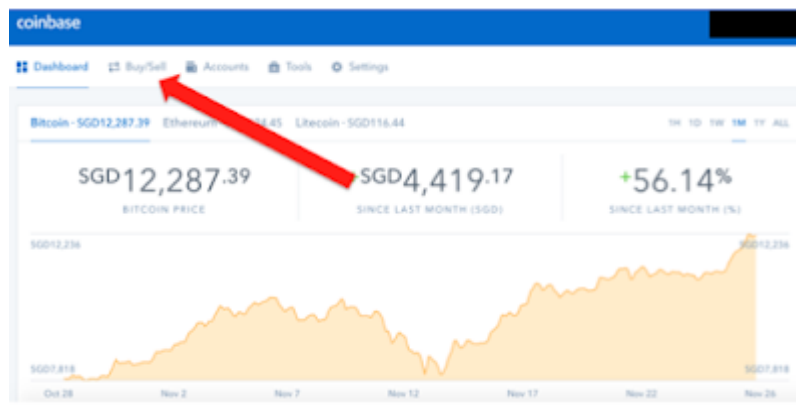 coinbase
Dashboard Buy/Sell Accounts Tools Settings
Bitcoin - SGD12,287.39 Ethereum 4.45 Litecoin - SGD116.44 1H 1D 1W 1M 1Y ALL
SGD12,287.39 SGD4,419.17 +56.14%
BITCOIN PRICE SINCE LAST MONTH (SGD) SINCE LAST MONTH (%)
SGD12,236 SGD12,236
SGD7,818 SGD7,818
Oct 28 Nov 2 Nov 7 Nov 12 Nov 17 Nov 22 Nov 26